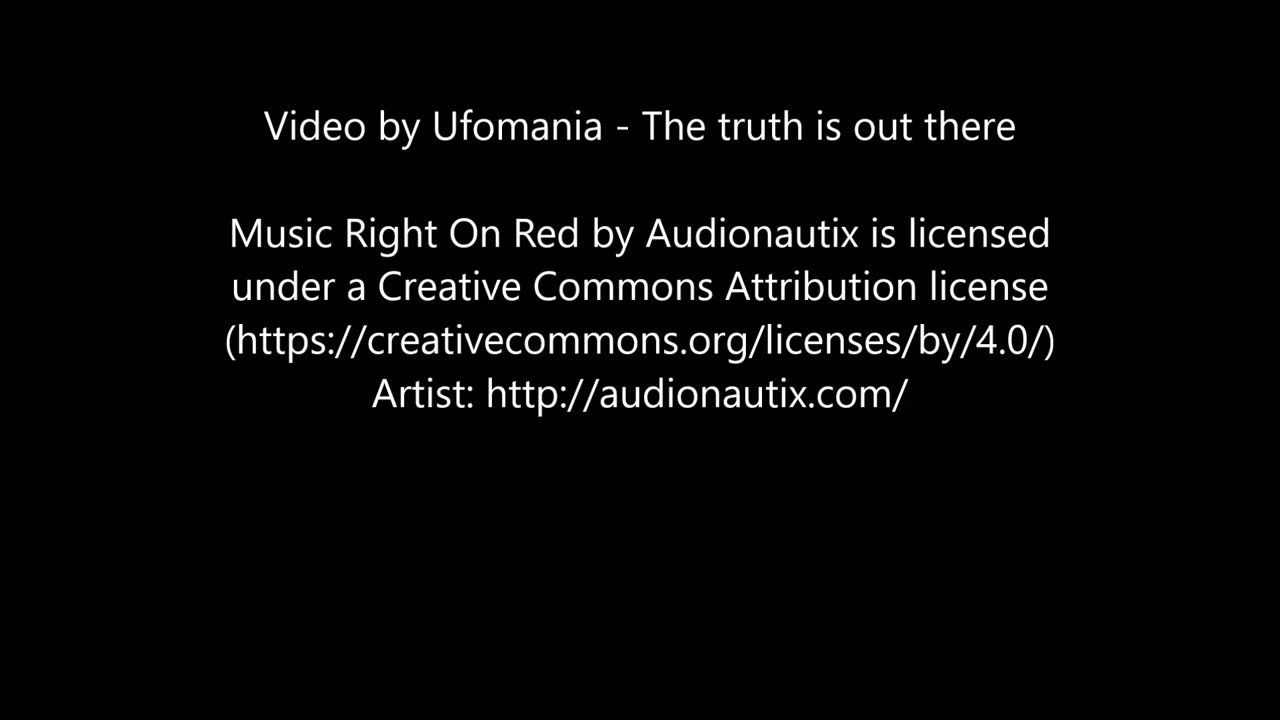 Video by Ufomania - The truth is out there
Music Right On Red by Audionautix is licensed
under a Creative Commons Attribution license
(https://creativecommons.org/licenses/by/4.0/)
Artist: http://audionautix.com/